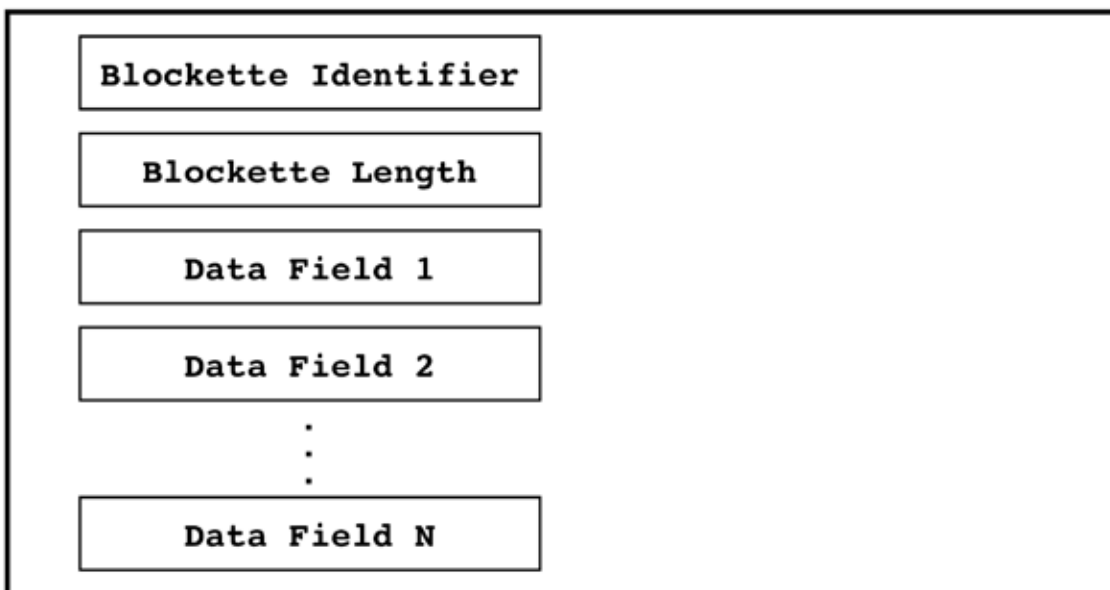 Blockette Identifier
Blockette Length
Data Field 1
Data Field 2
.
.
.
Data Field N